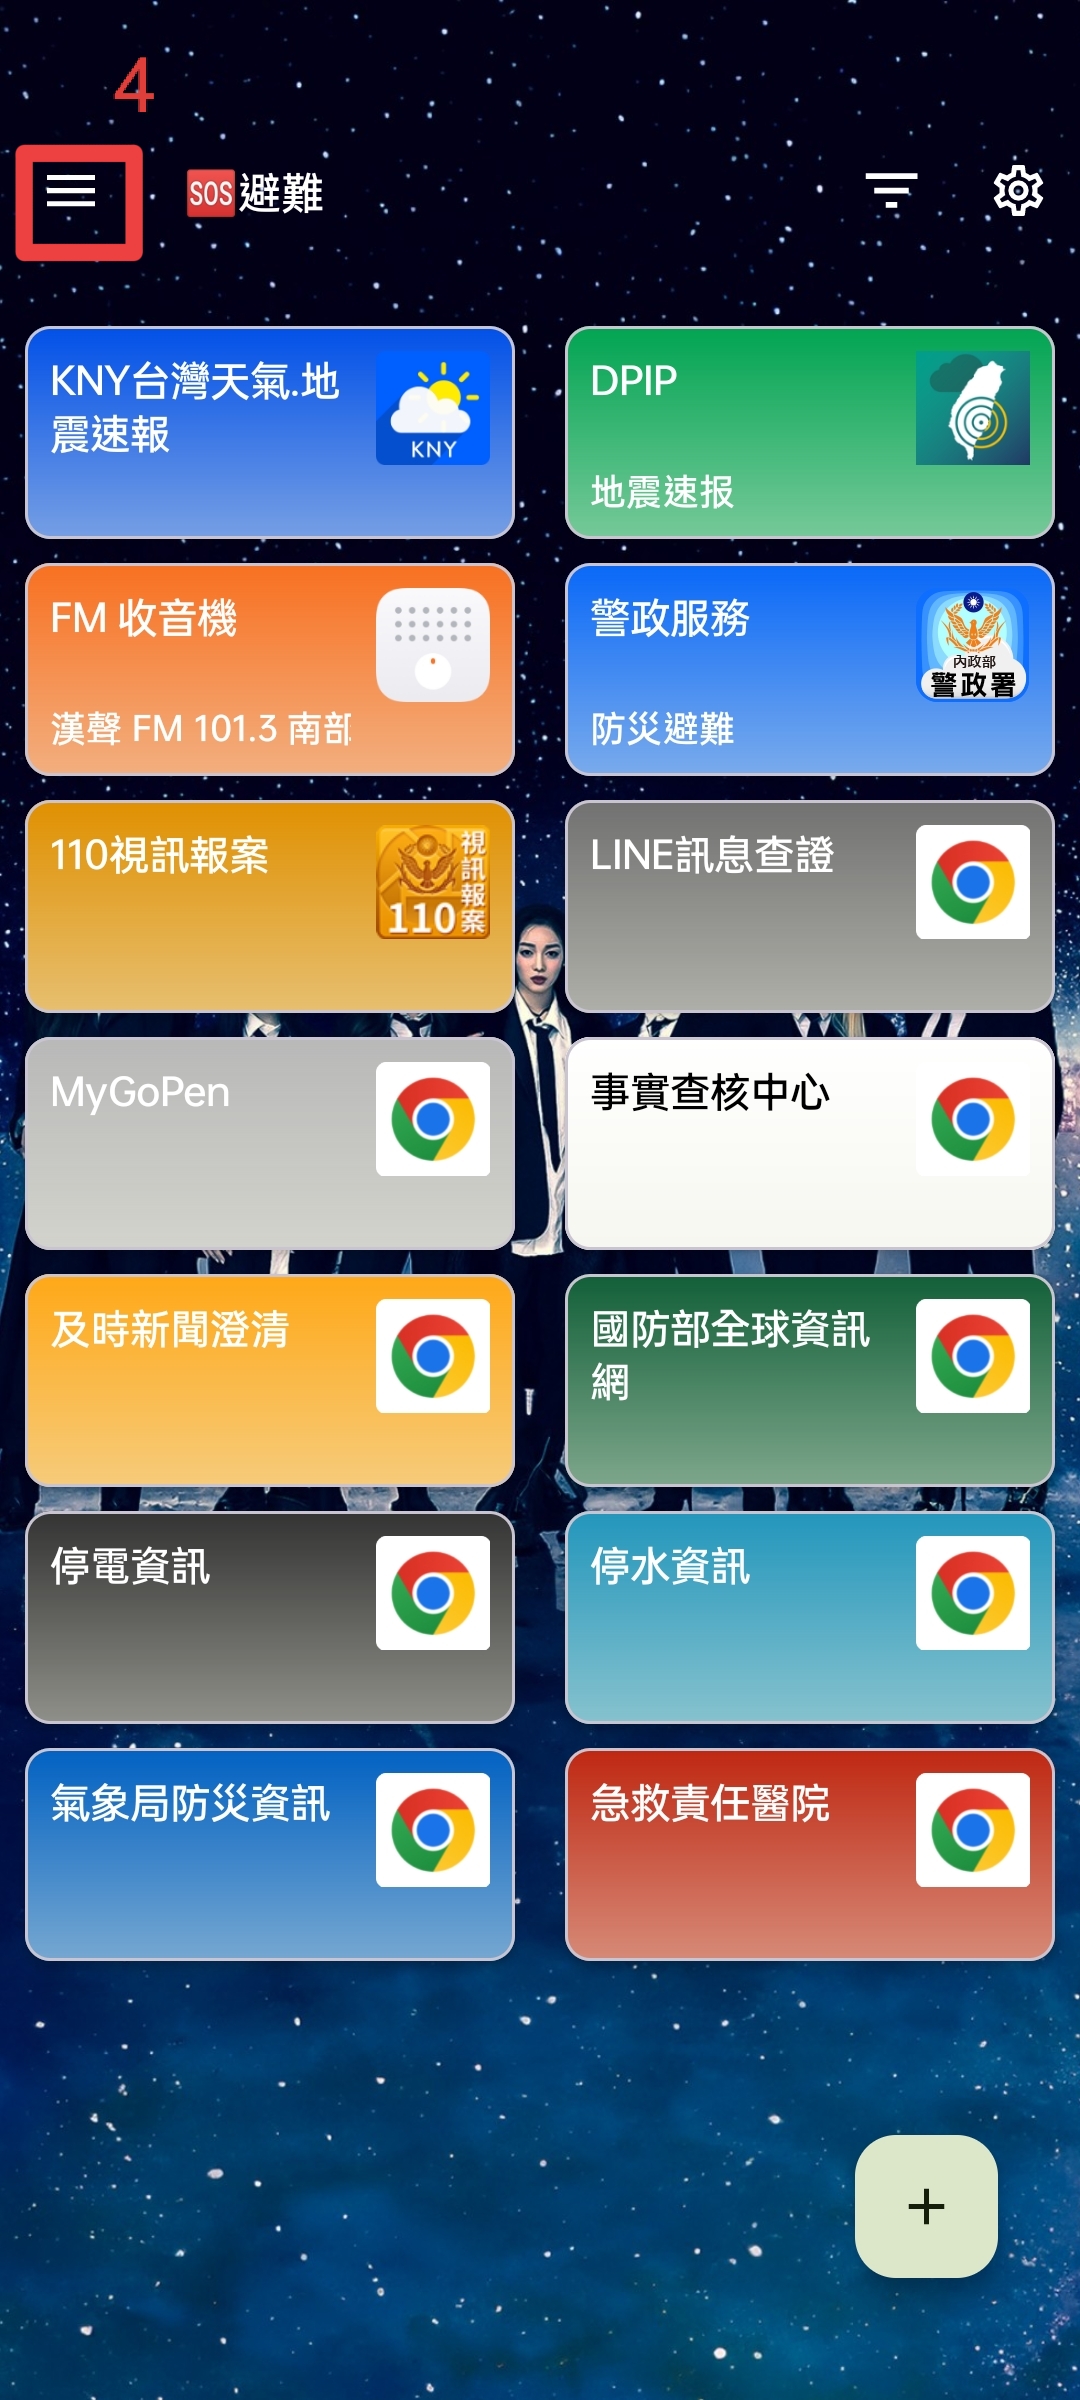 4
SOS避難
KNY台灣天氣.地
震速報
KNY
DPIP
地震速报
FM 收音機
漢聲 FM 101.3 南部
警政服務
內政部
警政署
防災避難
110視訊報案
視訊報案
110
LINE訊息查證
MyGoPen
事實查核中心
及時新聞澄清
國防部全球資訊
網
停電資訊
停水資訊
氣象局防災資訊
急救責任醫院